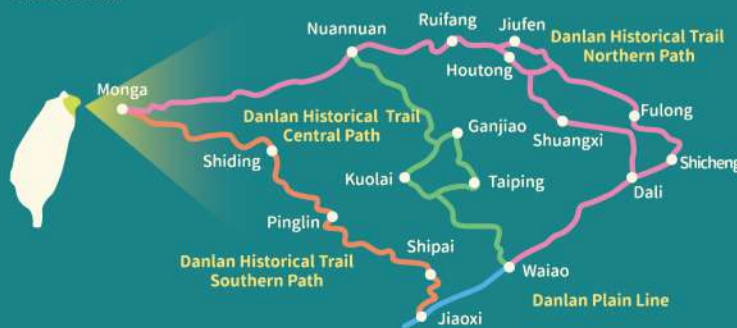 Nuannuan
Ruifang
Jiufen
Danlan Historical Trail
Northern Path
Houtong
Monga
Danlan Historical Trail
Central Path
Ganjiao
Fulong
Shuangxi
Shiding
Shicheng
Kuolai
Taiping
Dali
Pinglin
Danlan Historical Trail
Southern Path
Shipai
Waiao
Danlan Plain Line
Jiaoxi